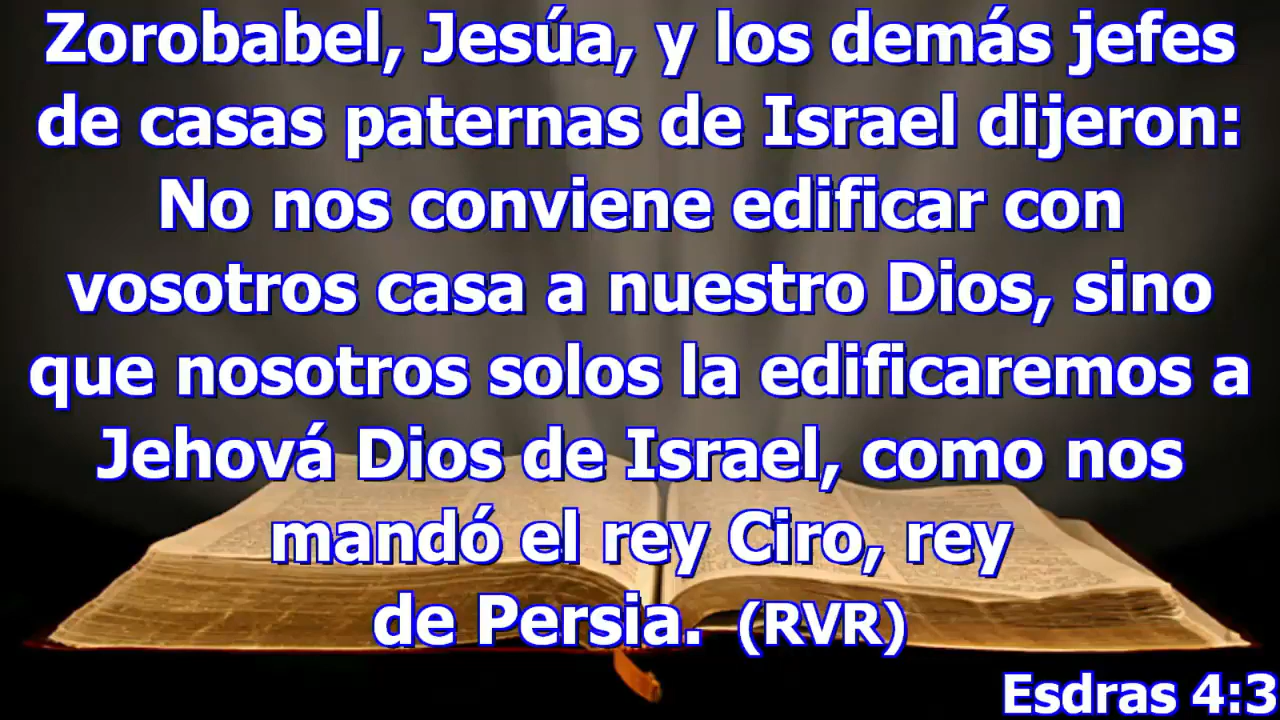 Zorobabel, Jesúa, y los demás jefes
de casas paternas de Israel dijeron:
No nos conviene edificar con
vosotros casa a nuestro Dios, sino
que nosotros solos la edificaremos a
Jehová Dios de Israel, como nos
mandó el rey Ciro, rey
de Persia. (RVR)
Esdras 4:3